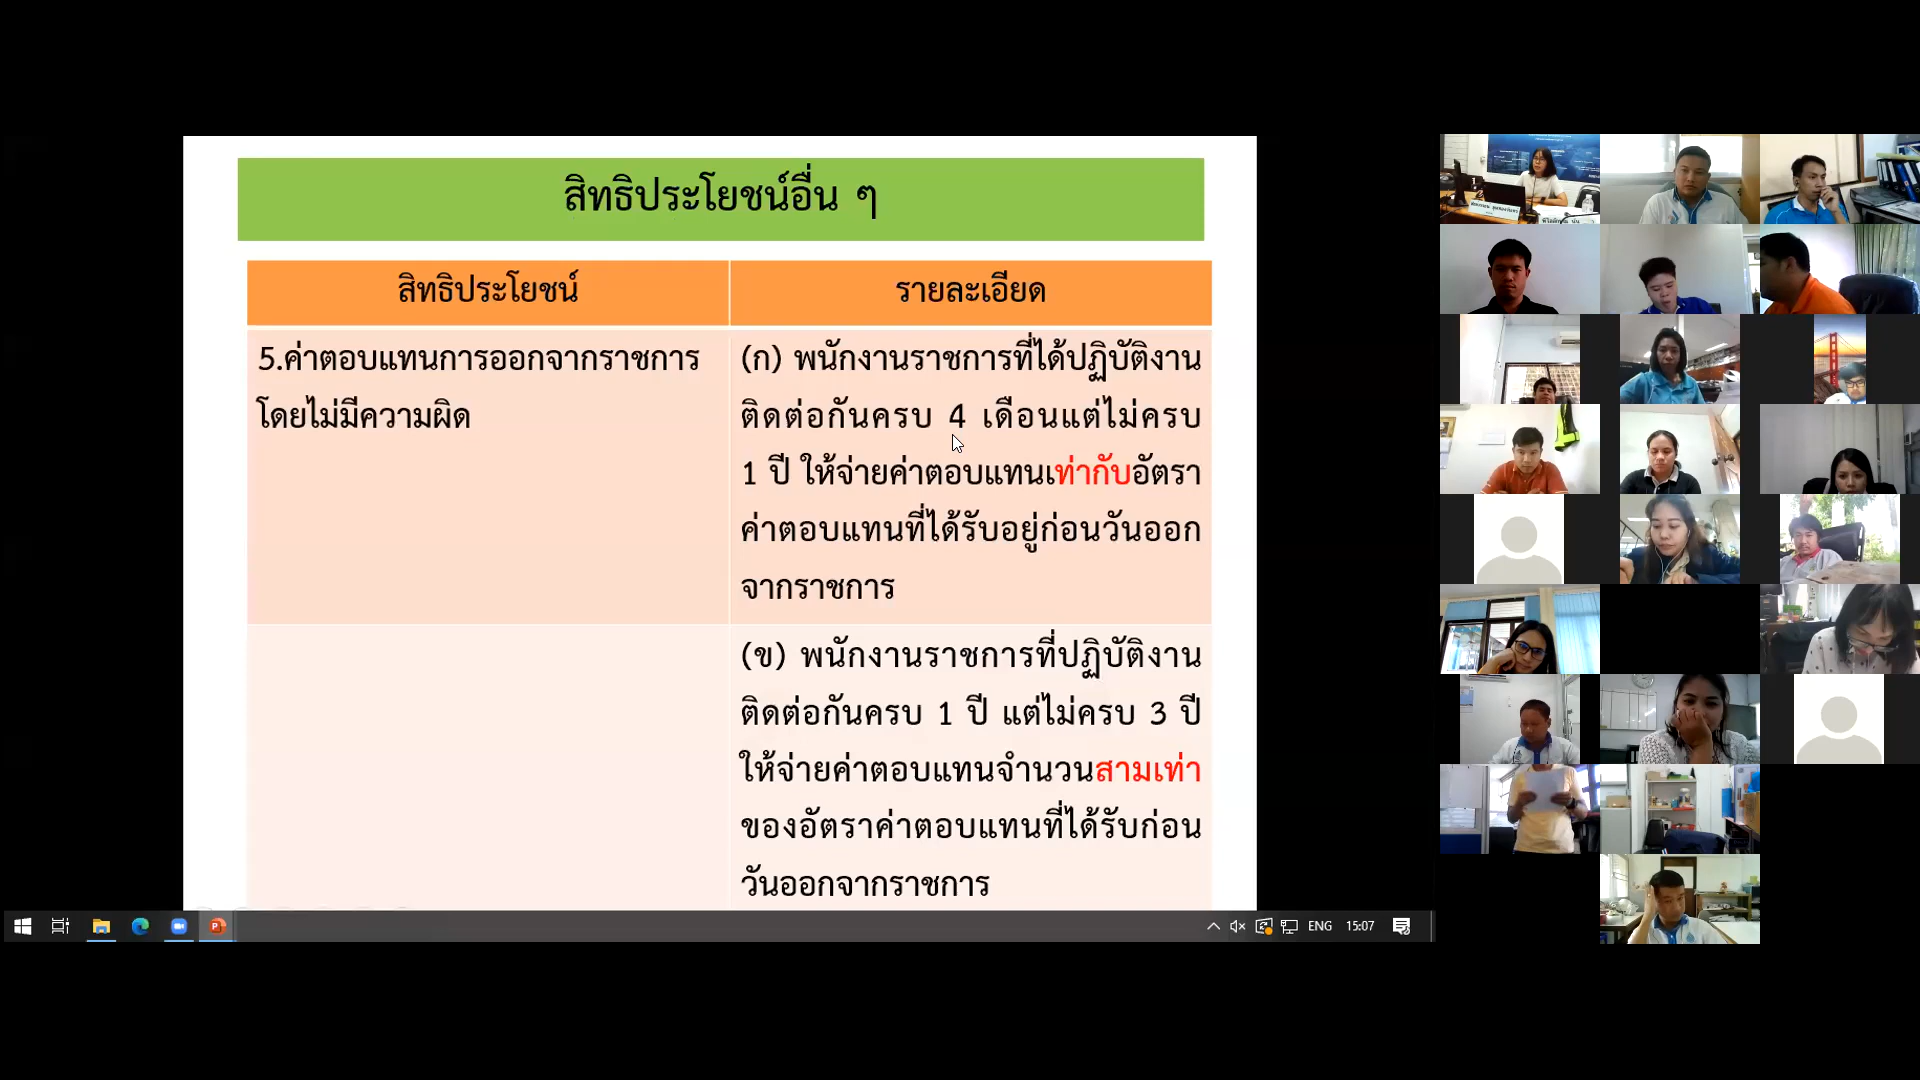 สิทธิประโยชน์อื่น ๆ
สิทธิประโยชน์
รายละเอียด
5.ค่าตอบแทนการออกจากราชการ
โดยไม่มีความผิด
(ก) พนักงานราชการที่ได้ปฏิบัติงาน
ติดต่อกันครบ 4 เดือนแต่ไม่ครบ
1 ปี ให้จ่ายค่าตอบแทนเท่ากับอัตรา
ค่าตอบแทนที่ได้รับอยู่ก่อนวันออก
จากราชการ
(ข) พนักงานราชการที่ปฏิบัติงาน
ติดต่อกันครบ 1 ปี แต่ไม่ครบ 3 ปี
ให้จ่ายค่าตอบแทนจำนวนสามเท่า
ของอัตราค่าตอบแทนที่ได้รับก่อน
วันออกจากราชการ
ENG 15:07